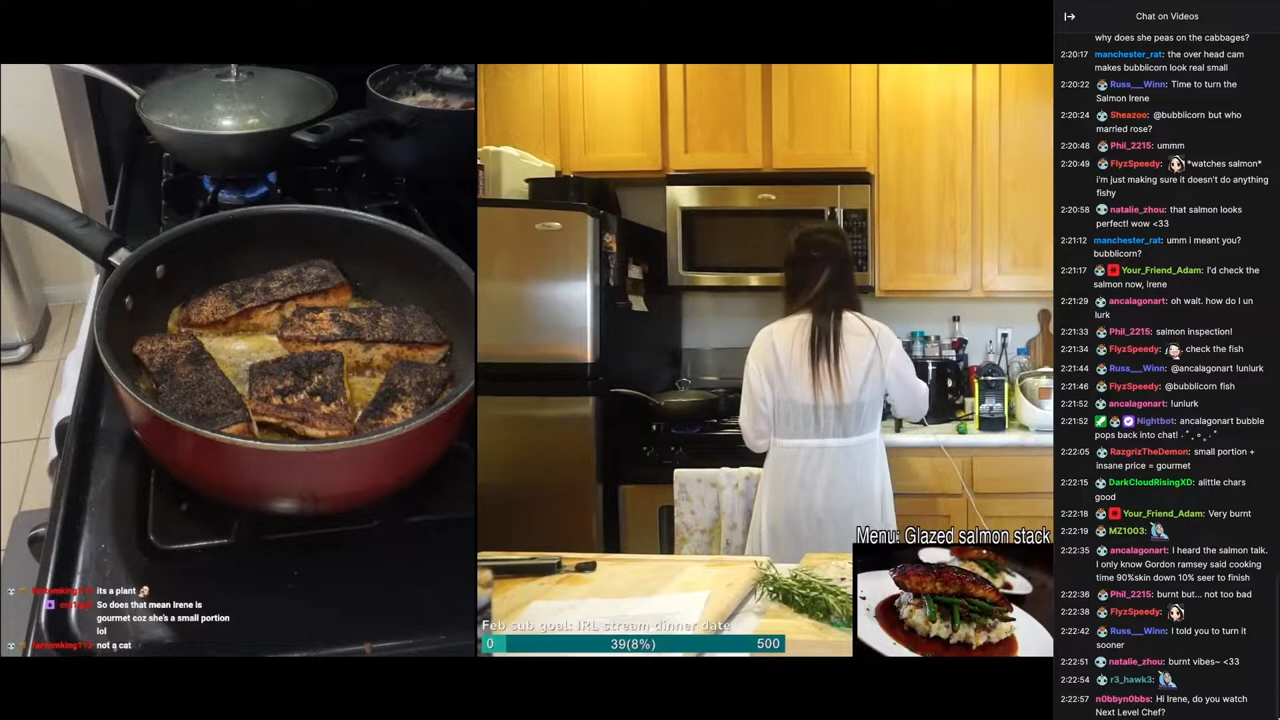 Chat on Videos
why does she peas on the cabbages?
2:20:17 manchester_rat: the over head cam
makes bubblicorn look real small
2:20:22 Russ__Winn: Time to turn the
Salmon Irene
2:20:24 Sheazoo: @bubblicorn but who
married rose?
2:20:48 Phil_2215: ummm
2:20:49 FlyzSpeedy: *watches salmon*
i'm just making sure it doesn't do anything
fishy
2:20:58 natalie_zhou: that salmon looks
perfect! wow <33
2:21:12 manchester_rat: umm i meant you?
bubblicorn?
2:21:17 Your_Friend_Adam: I'd check the
salmon now, Irene
2:21:29 ancalagonart: oh wait. how do I un
lurk
2:21:33 Phil_2215: salmon inspection!
2:21:34 FlyzSpeedy: check the fish
2:21:44 Russ__Winn: @ancalagonart !unlurk
2:21:46 FlyzSpeedy: @bubblicorn fish
2:21:52 ancalagonart: !unlurk
2:21:52 Nightbot: ancalagonart bubble
pops back into chat!
2:22:05 RazgrizTheDemon: small portion +
insane price = gourmet
2:22:15 DarkCloudRisingXD: alittle chars
good
2:22:18 Your_Friend_Adam: Very burnt
2:22:19 MZ1003:
2:22:35 ancalagonart: I heard the salmon talk.
I only know Gordon ramsey said cooking
time 90%skin down 10% seer to finish
2:22:36 Phil_2215: burnt but... not too bad
2:22:38 FlyzSpeedy:
2:22:42 Russ__Winn: I told you to turn it
sooner
2:22:51 natalie_zhou: burnt vibes~ <33
2:22:54 r3_hawk3:
2:22:57 n0bbyn0bbs: Hi Irene, do you watch
Next Level Chef?
its a plant
So does that mean Irene is
gourmet coz she's a small portion
lol
not a cat
Menu: Glazed salmon stack
Feb sub goal: IRL stream dinner date
0 39(8%) 500